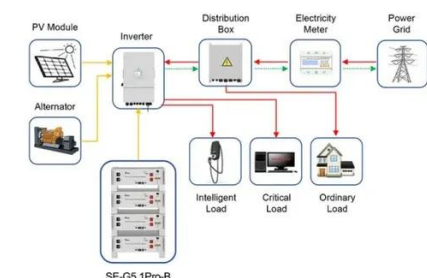 PV Module
Inverter
Distribution
Box
Electricity
Meter
Power
Grid
Alternator
Intelligent
Load
Critical
Load
Ordinary
Load
SE-G5.1Pro-B